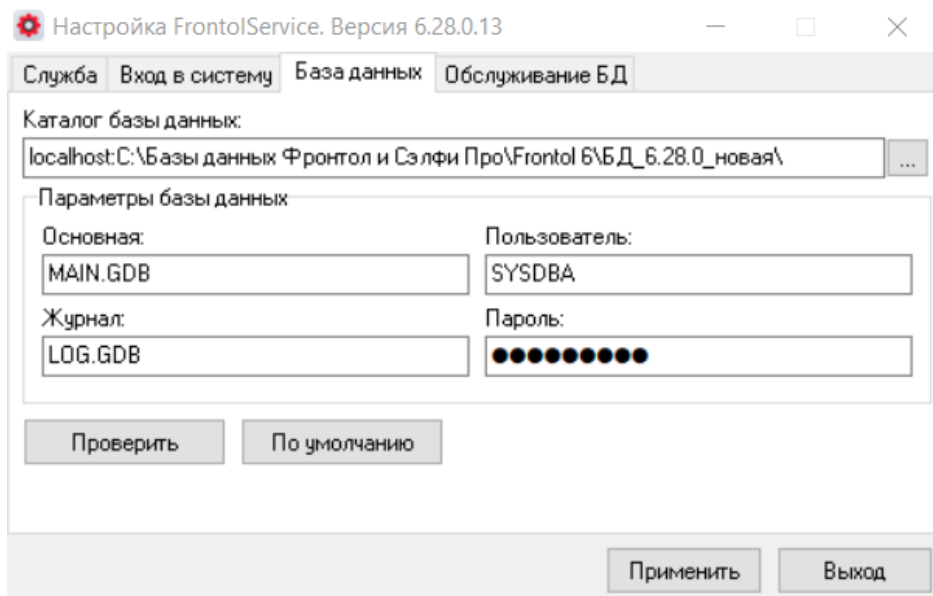 Настройка FrontolService. Версия 6.28.0.13
Служба Вход в систему База данных Обслуживание БД
Каталог базы данных:
localhost:C:\Базы данных Фронтол и Сэлфи Про\Frontol 6\БД_6.28.0_новая\ ...
Параметры базы данных
Основная: Пользователь:
MAIN.GDB SYSDBA
Журнал: Пароль:
LOG.GDB ●●●●●●●●●
Проверить По умолчанию
Применить Выход